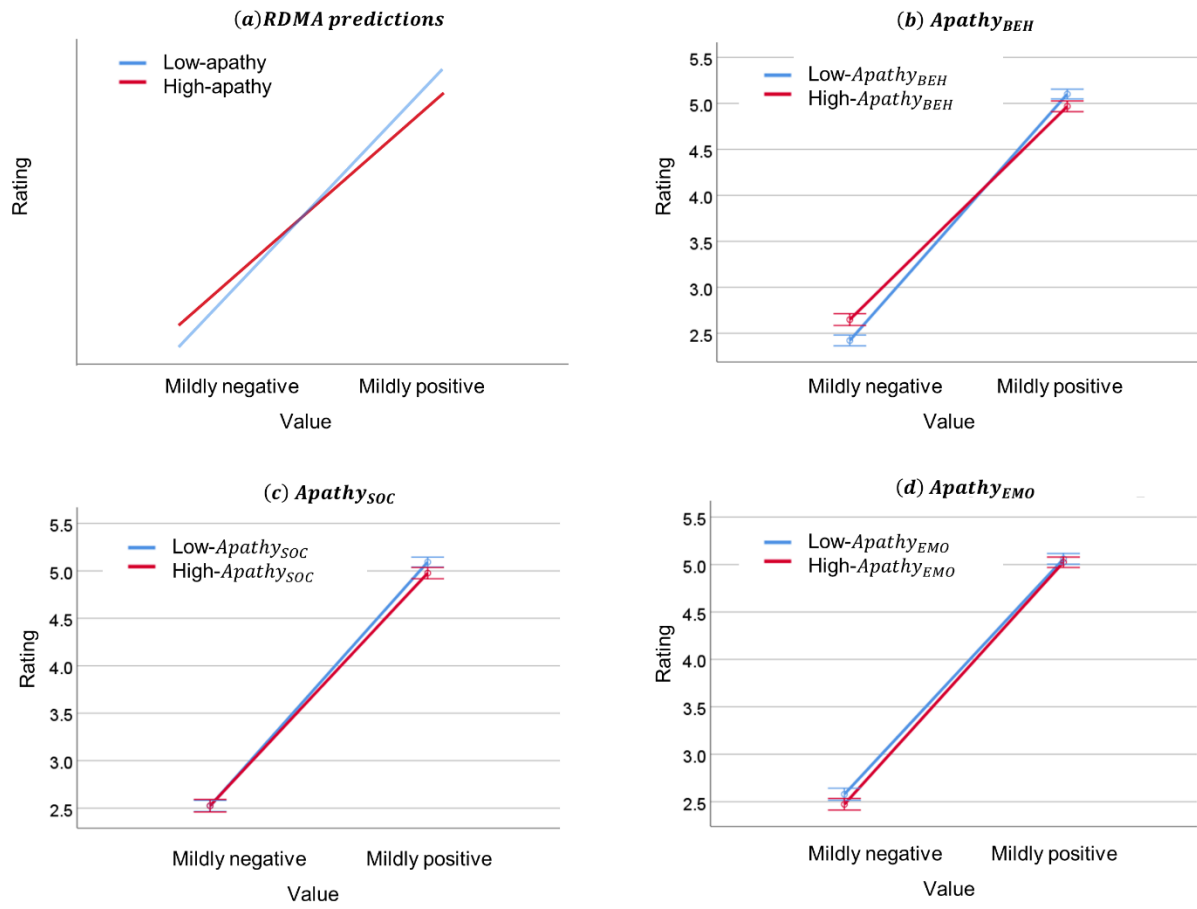 (a)RDMA predictions
Low-apathy
High-apathy
Rating
Mildly negative
Mildly positive
Value
(b) Apathy_BEH
Low-Apathy_BEH
High-Apathy_BEH
5.5
5.0
4.5
4.0
3.5
3.0
2.5
Rating
Mildly negative
Mildly positive
Value
(c) Apathy_SOC
Low-Apathy_SOC
High-Apathy_SOC
5.5
5.0
4.5
4.0
3.5
3.0
2.5
Rating
Mildly negative
Mildly positive
Value
(d) Apathy_EMO
Low-Apathy_EMO
High-Apathy_EMO
5.5
5.0
4.5
4.0
3.5
3.0
2.5
Rating
Mildly negative
Mildly positive
Value